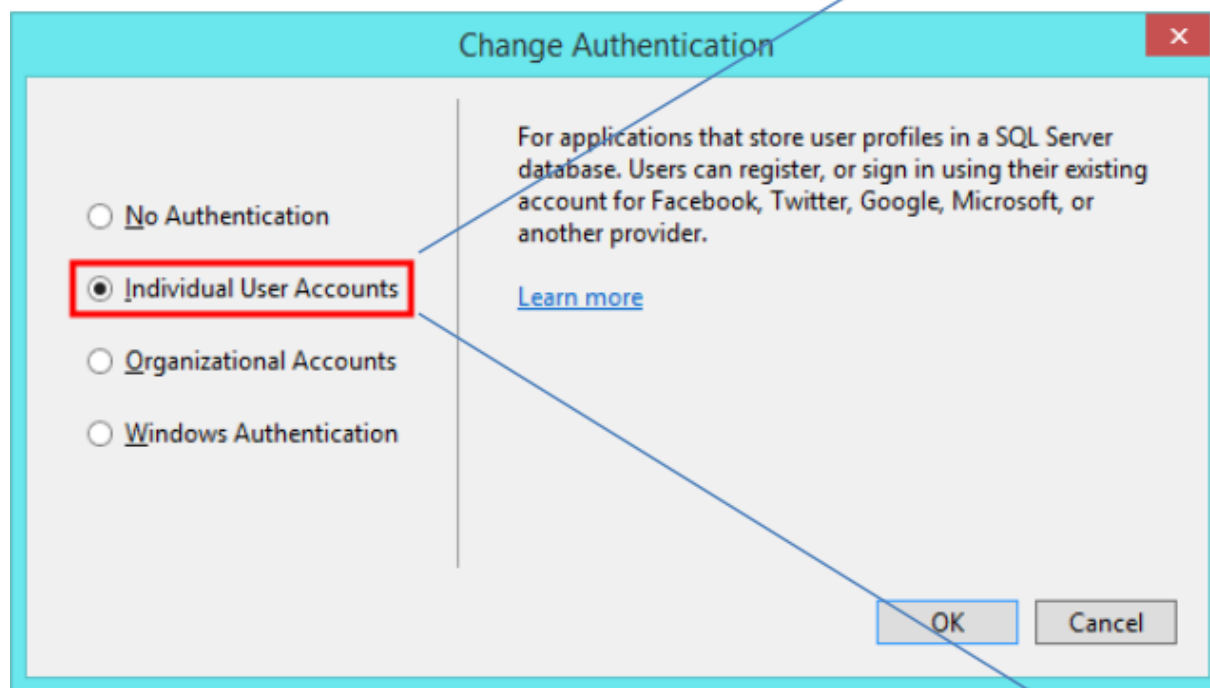 Change Authentication
x
For applications that store user profiles in a SQL Server
database. Users can register, or sign in using their existing
account for Facebook, Twitter, Google, Microsoft, or
another provider.
Learn more
No Authentication
Individual User Accounts
Organizational Accounts
Windows Authentication
OK
Cancel